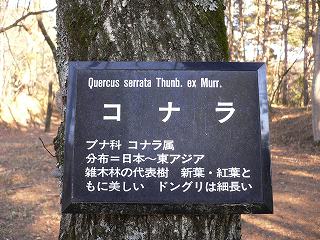 Quercus serrata Thunb. ex Murr.
コナラ
ブナ科 コナラ属
分布=日本〜東アジア
雑木林の代表樹 新葉・紅葉と
もに美しい ドングリは細長い